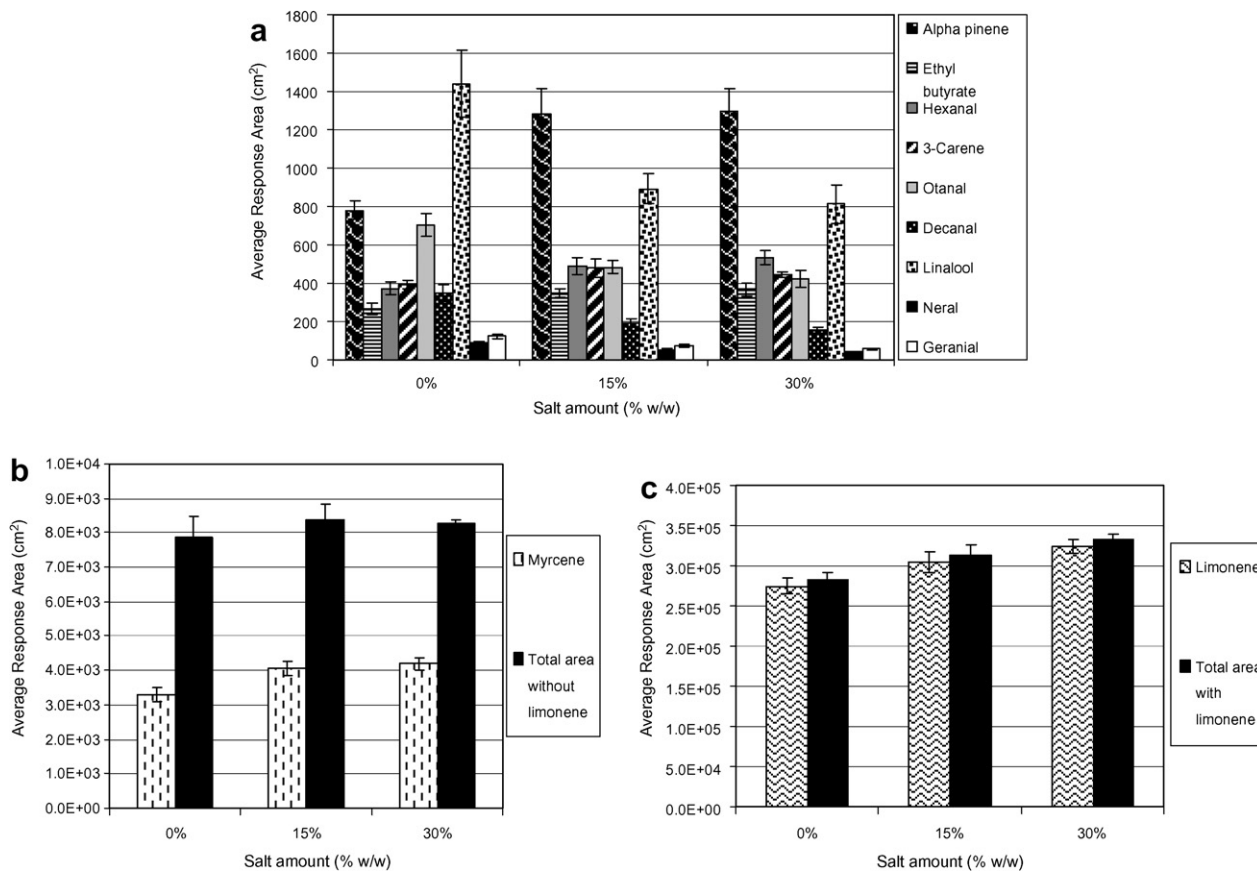 a
Average Response Area (cm²)
1800
1600
1400
1200
1000
800
600
400
200
0
0%
15%
30%
Salt amount (% w/w)
Alpha pinene
Ethyl
butyrate
Hexanal
3-Carene
Otanal
Decanal
Linalool
Neral
Geranial
b
Average Response Area (cm²)
1.0E+04
9.0E+03
8.0E+03
7.0E+03
6.0E+03
5.0E+03
4.0E+03
3.0E+03
2.0E+03
1.0E+03
0.0E+00
0%
15%
30%
Salt amount (% w/w)
Myrcene
Total area
without
limonene
c
Average Response Area (cm²)
4.0E+05
3.5E+05
3.0E+05
2.5E+05
2.0E+05
1.5E+05
1.0E+05
5.0E+04
0.0E+00
0%
15%
30%
Salt amount (% w/w)
Limonene
Total area
with
limonene